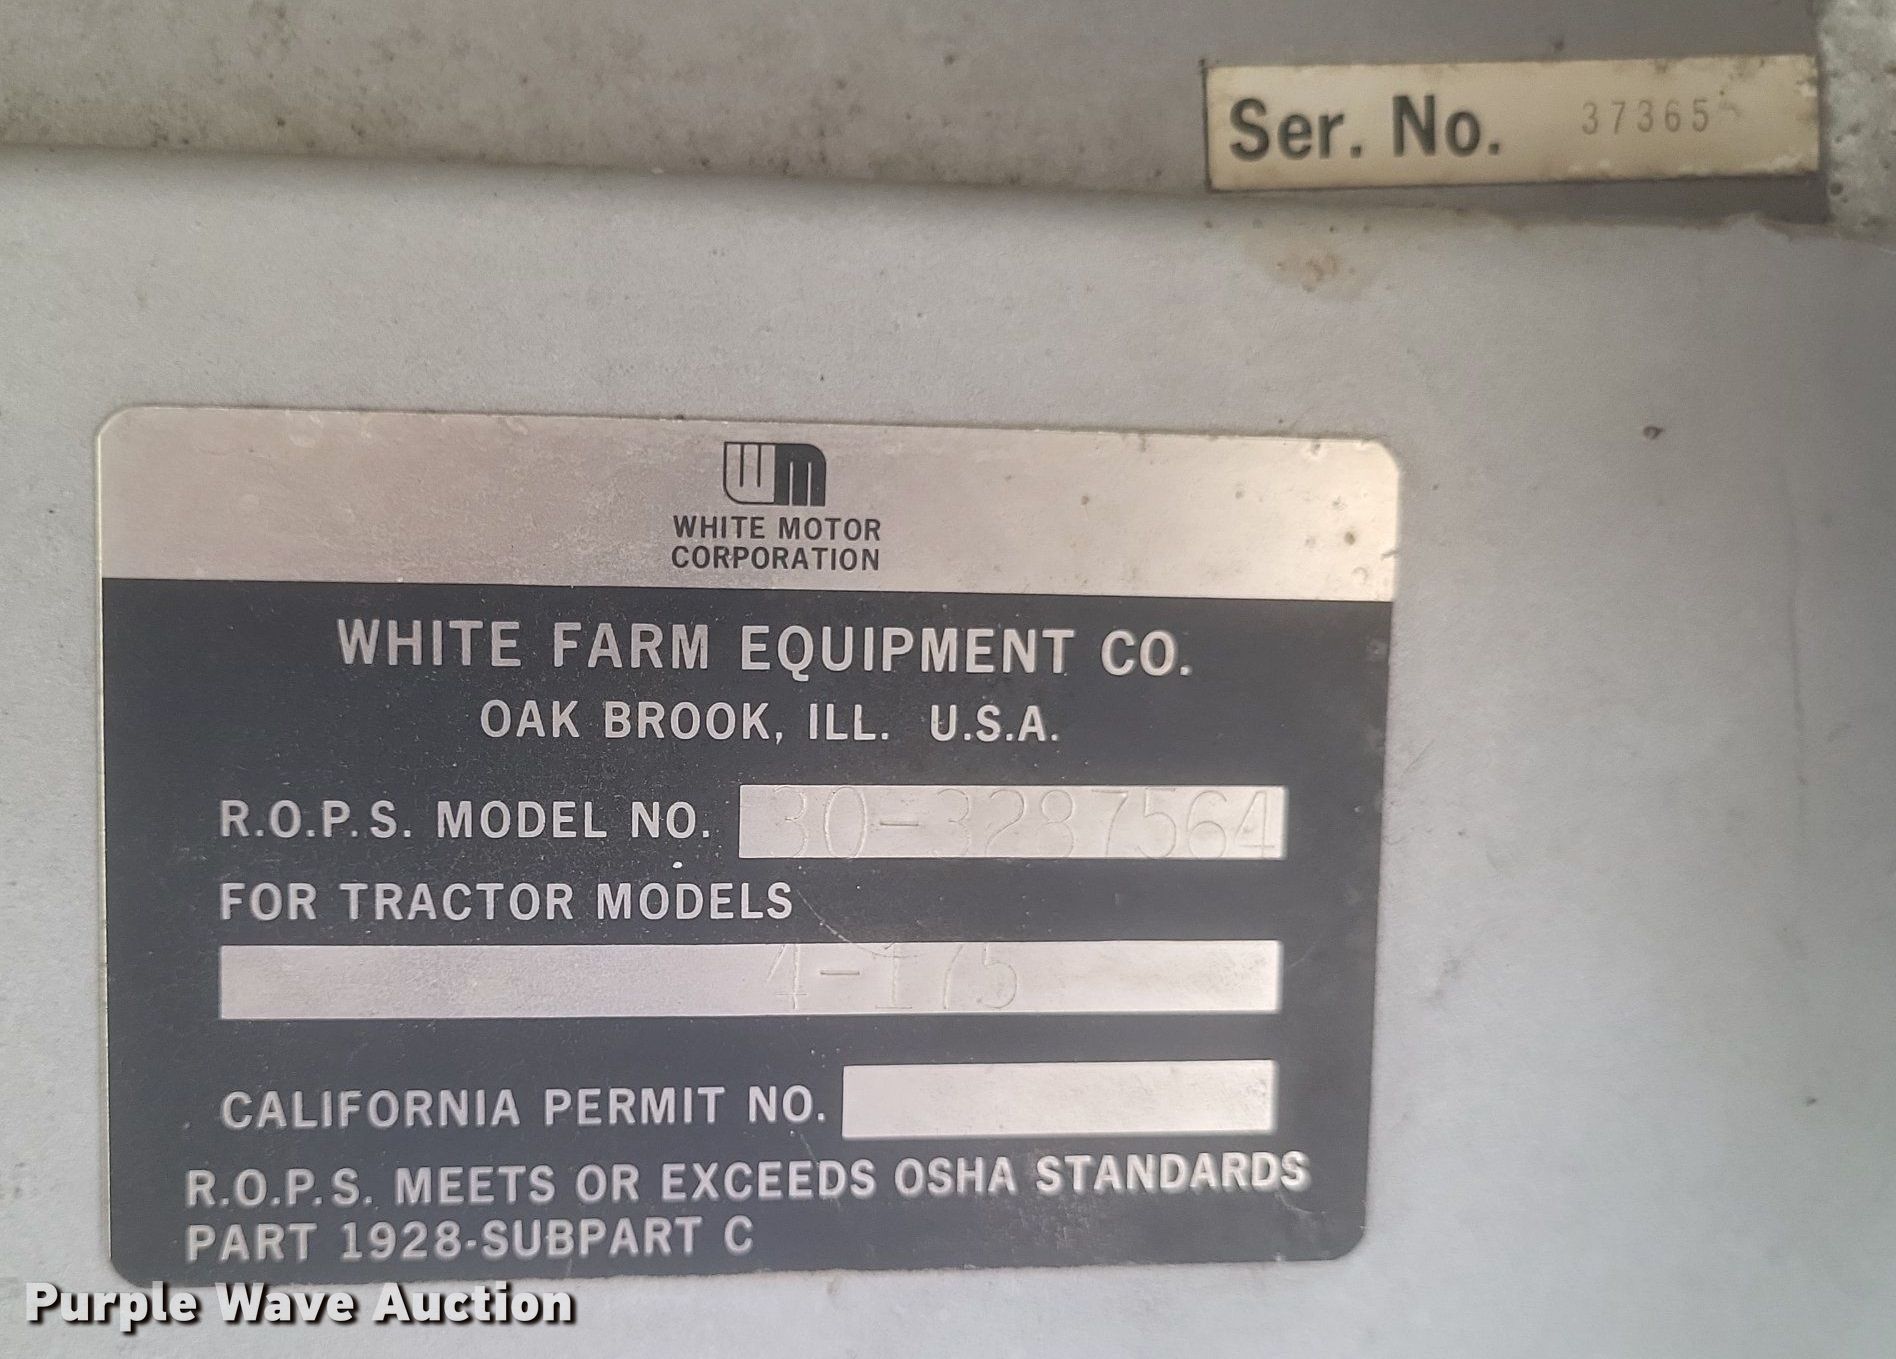 Ser. No. 37365
WM
WHITE MOTOR
CORPORATION
WHITE FARM EQUIPMENT CO.
OAK BROOK, ILL. U.S.A.
R.O.P.S. MODEL NO. 30-3287564
FOR TRACTOR MODELS
4-175
CALIFORNIA PERMIT NO.
R.O.P.S. MEETS OR EXCEEDS OSHA STANDARDS
PART 1928-SUBPART C
Purple Wave Auction